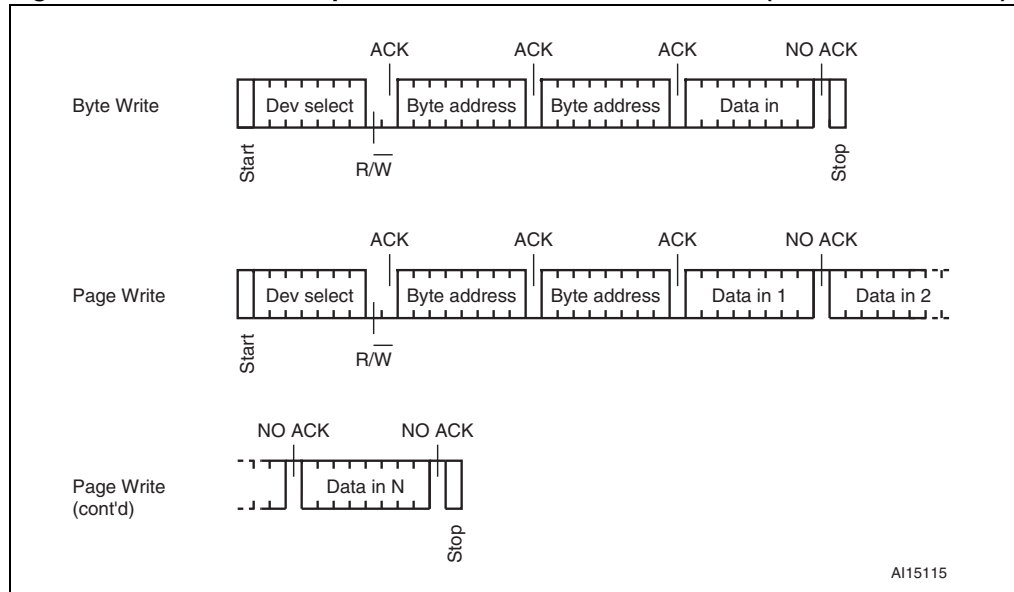 ACK ACK ACK NO ACK
Byte Write Dev select Byte address Byte address Data in
Start R/W Stop
ACK ACK ACK NO ACK
Page Write Dev select Byte address Byte address Data in 1 Data in 2
Start R/W
NO ACK NO ACK
Page Write
(cont'd)
Data in N
Stop
AI15115